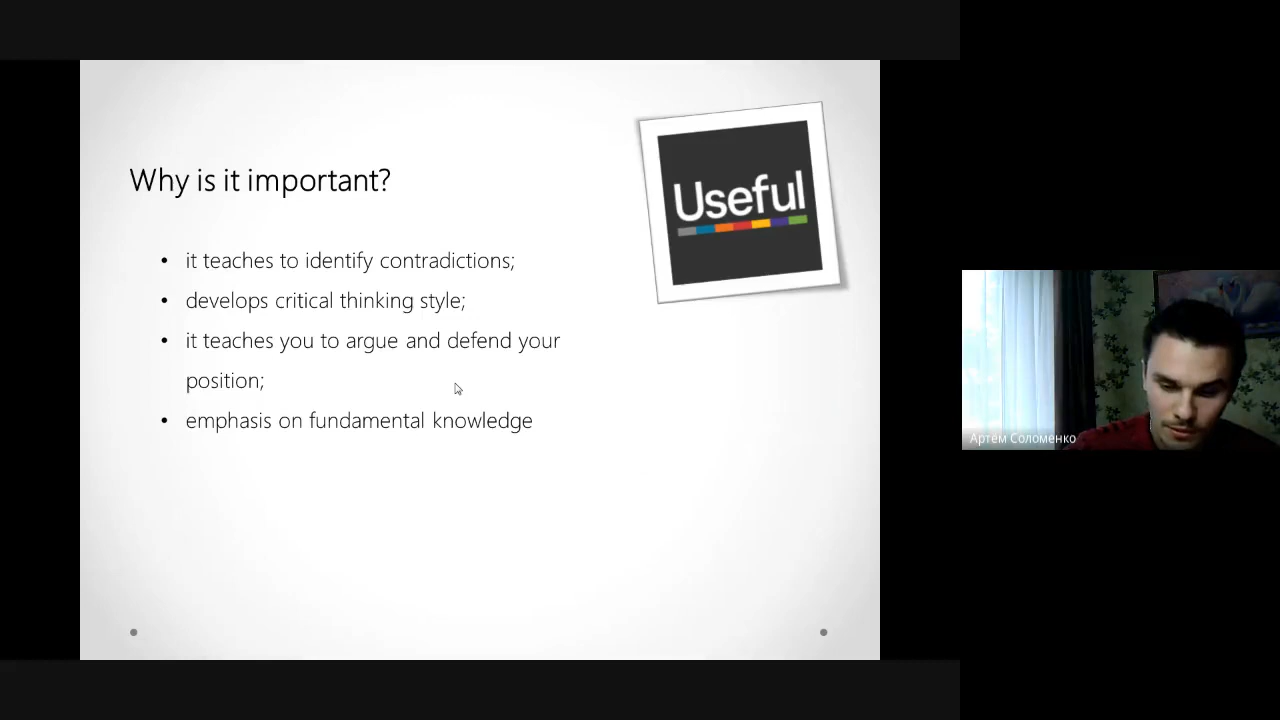 Why is it important?
Useful
• it teaches to identify contradictions;
• develops critical thinking style;
• it teaches you to argue and defend your
position;
• emphasis on fundamental knowledge
Артём Соломенко